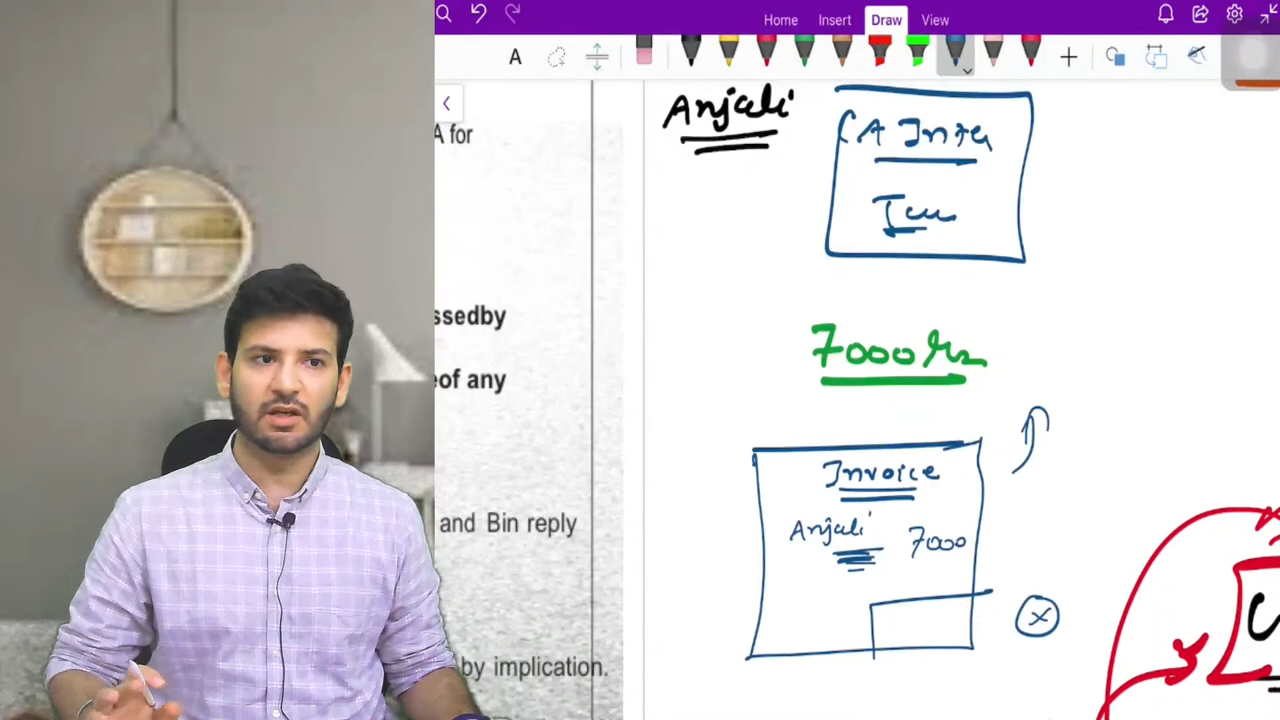 Home Insert Draw View
A
A for
ssedby
eof any
and Bin reply
by implication.
Anjali
CA Inter
7000 Rs
Invoice
Anjali 7000